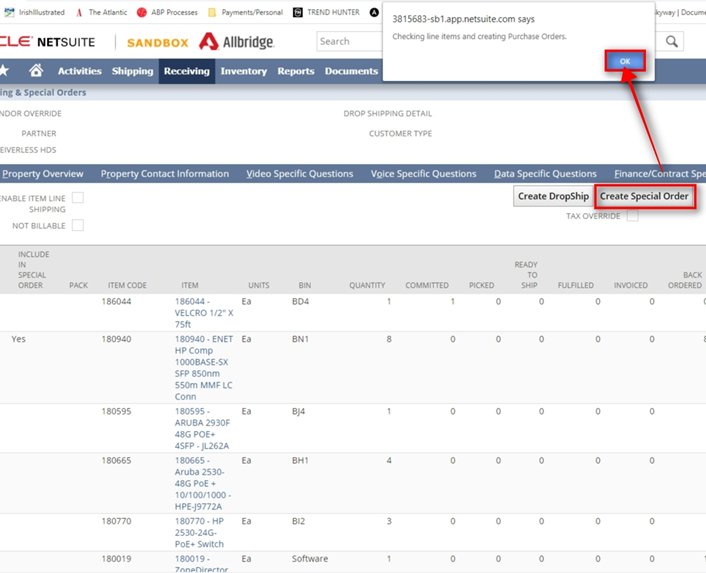 IrishIllustrated The Atlantic ABP Processes Payments/Personal TREND HUNTER
kyway | Docum
3815683-sb1.app.netsuite.com says
Checking line items and creating Purchase Orders.
OK
CLE NETSUITE SANDBOX Allbridge.
Search
Activities Shipping Receiving Inventory Reports Documents
ing & Special Orders
NDOR OVERRIDE
DROP SHIPPING DETAIL
PARTNER
CUSTOMER TYPE
EIVERLESS HDS
Property Overview Property Contact Information Video Specific Questions Voice Specific Questions Data Specific Questions Finance/Contract Spe
ENABLE ITEM LINE
SHIPPING
NOT BILLABLE
Create DropShip Create Special Order
TAX OVERRIDE
INCLUDE
IN
SPECIAL
ORDER
PACK
ITEM CODE
ITEM
UNITS
BIN
QUANTITY
COMMITTED
PICKED
READY
TO
SHIP
FULFILLED
INVOICED
BACK
ORDERED
186044 186044 - Ea BD4 1 1 0 0 0 0
VELCRO 1/2" X
75ft
Yes 180940 180940 - ENET Ea BN1 8 0 0 0 0 0
HP Comp
1000BASE-SX
SFP 850nm
550m MMF LC
Conn
180595 180595 - Ea BJ4 1 0 0 0 0 0
ARUBA 2930F
48G POE+
4SFP - JL262A
180665 180665 - Ea BH1 4 0 0 0 0 0
Aruba 2530-
48G PoE +
10/100/1000 -
HPE-J9772A
180770 180770 - HP Ea BI2 3 0 0 0 0 0
2530-24G-
PoE+ Switch
180019 180019 - Ea Software 1 0 0 0 0 0
ZoneDirector